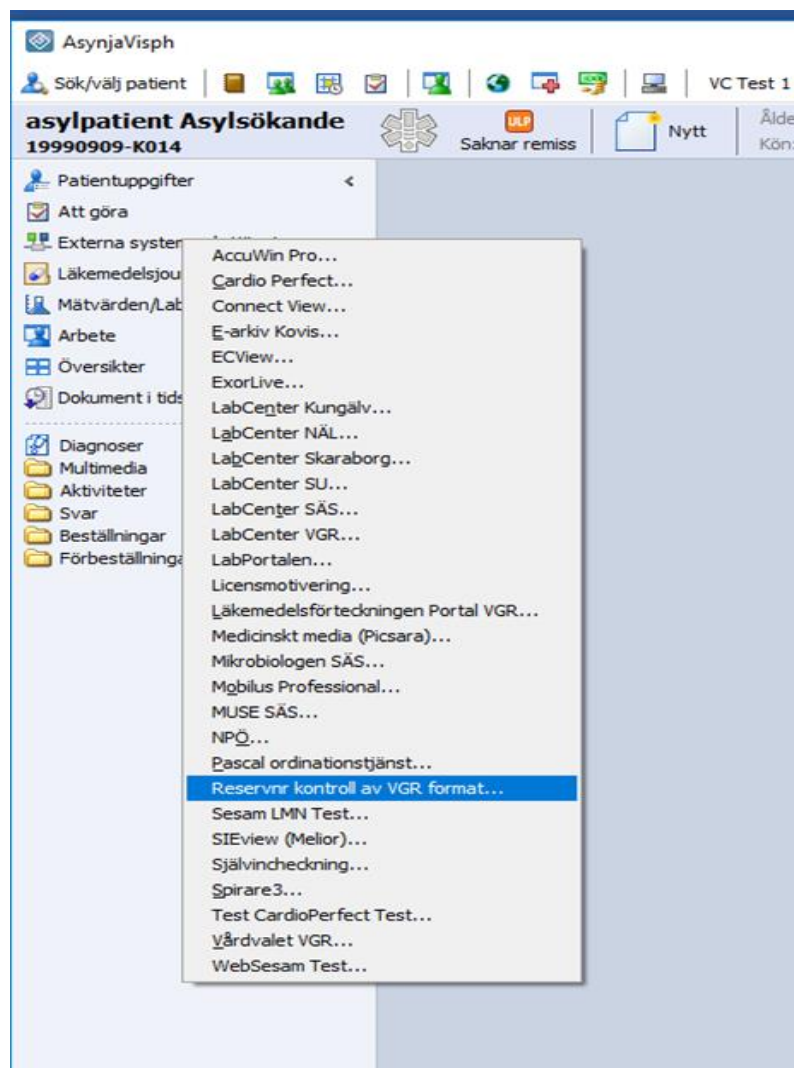 AsynjaVisph
Sök/välj patient VC Test 1
asylpatient Asylsökande
19990909-K014
ULP
Saknar remiss
Nytt
Ålde
Kön:
Patientuppgifter
Att göra
Externa system
Läkemedelsjou
Mätvärden/Lab
Arbete
Översikter
Dokument i tids
Diagnoser
Multimedia
Aktiviteter
Svar
Beställningar
Förbeställninga
AccuWin Pro...
Cardio Perfect...
Connect View...
E-arkiv Kovis...
ECView...
ExorLive...
LabCenter Kungälv...
LabCenter NÄL...
LabCenter Skaraborg...
LabCenter SU...
LabCenter SÄS...
LabCenter VGR...
LabPortalen...
Licensmotivering...
Läkemedelsförteckningen Portal VGR...
Medicinskt media (Picsara)...
Mikrobiologen SÄS...
Mobilus Professional...
MUSE SÄS...
NPÖ...
Pascal ordinationstjänst...
Reservnr kontroll av VGR format...
Sesam LMN Test...
SIEview (Melior)...
Självincheckning...
Spirare3...
Test CardioPerfect Test...
Vårdvalet VGR...
WebSesam Test...